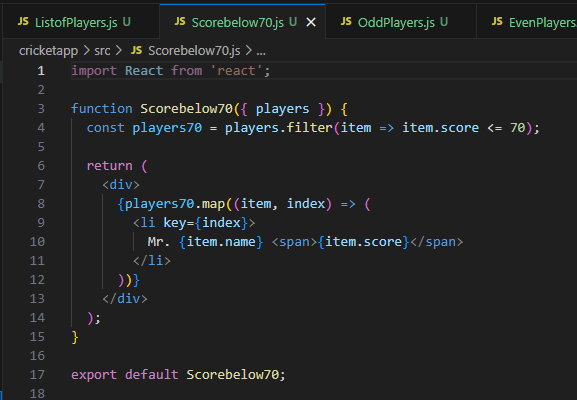 JS ListofPlayers.js U JS Scorebelow70.js U × JS OddPlayers.js U JS EvenPlayers
cricketapp > src > JS Scorebelow70.js > ...
1 import React from 'react';
2
3 function Scorebelow70({ players }) {
4 const players70 = players.filter(item => item.score <= 70);
5
6 return (
7 <div>
8 {players70.map((item, index) => (
9 <li key={index}>
10 Mr. {item.name} <span>{item.score}</span>
11 </li>
12 ))}
13 </div>
14 );
15 }
16
17 export default Scorebelow70;
18